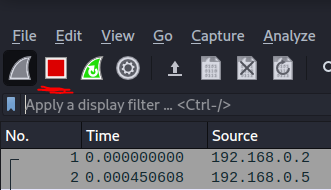 File Edit View Go Capture Analyze
Apply a display filter … <Ctrl-/>
No. Time Source
1 0.000000000 192.168.0.2
2 0.000450608 192.168.0.5